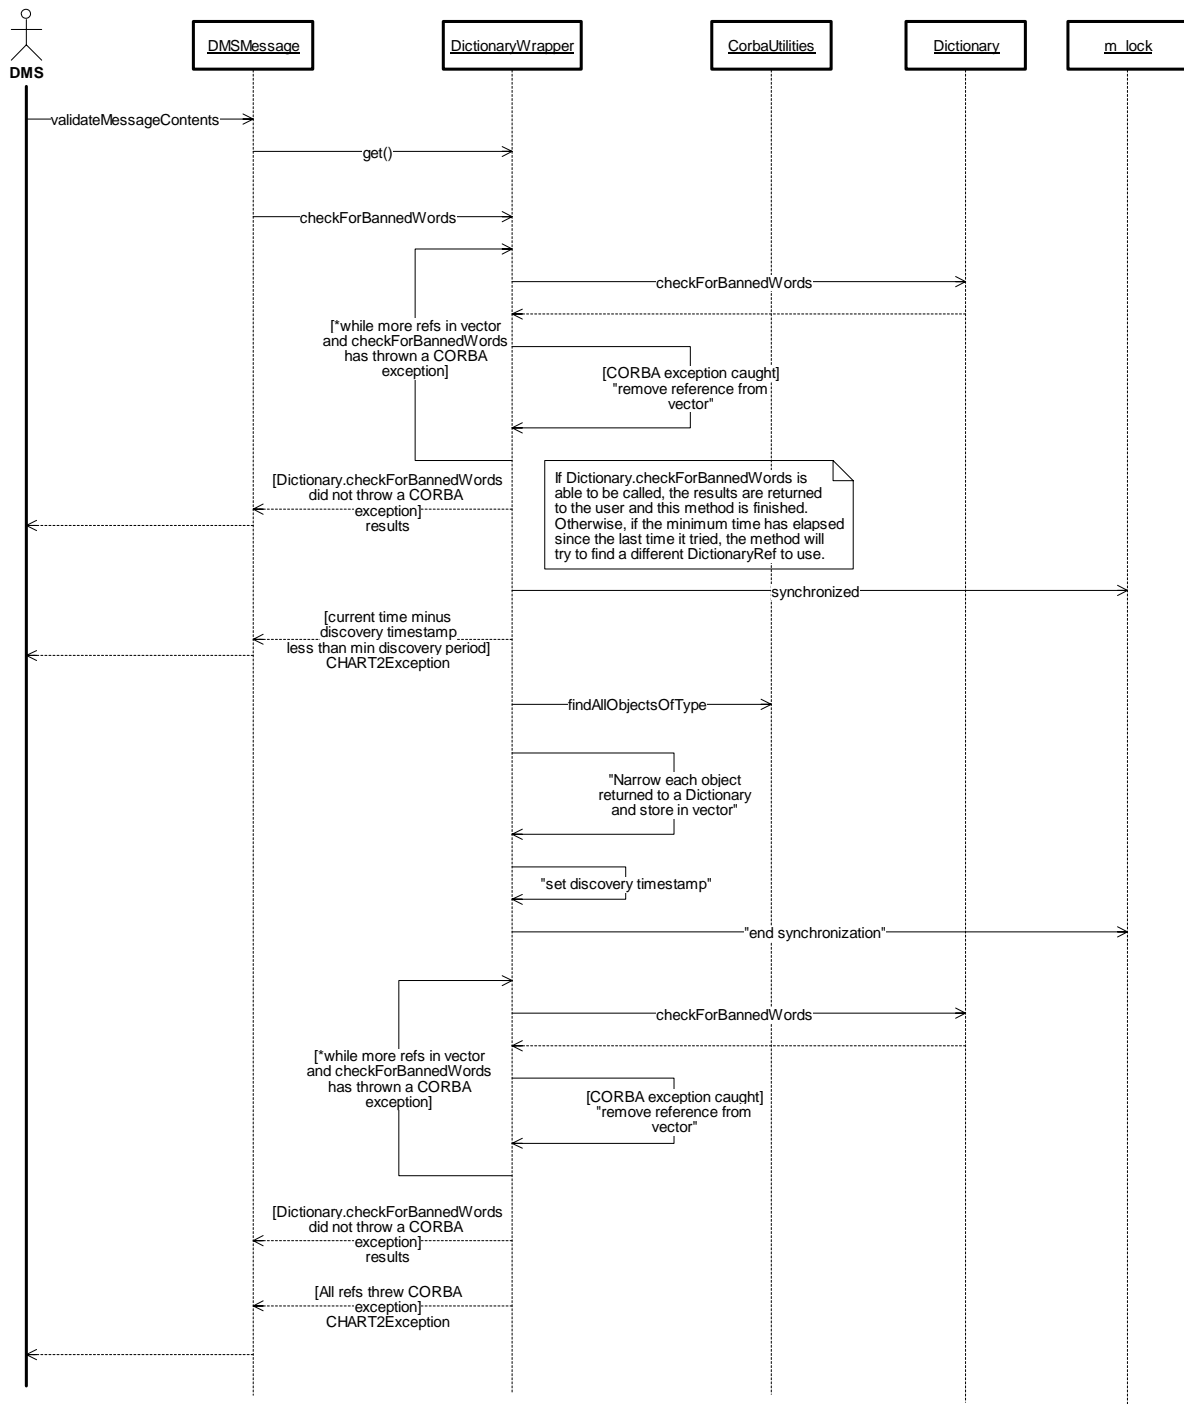 DMS
DMSMessage
DictionaryWrapper
CorbaUtilities
Dictionary
m_lock
validateMessageContents
get()
checkForBannedWords
checkForBannedWords
[*while more refs in vector
and checkForBannedWords
has thrown a CORBA
exception]
[CORBA exception caught]
"remove reference from
vector"
[Dictionary.checkForBannedWords
did not throw a CORBA
exception]
results
If Dictionary.checkForBannedWords is
able to be called, the results are returned
to the user and this method is finished.
Otherwise, if the minimum time has elapsed
since the last time it tried, the method will
try to find a different DictionaryRef to use.
synchronized
[current time minus
discovery timestamp
less than min discovery period]
CHART2Exception
findAllObjectsOfType
"Narrow each object
returned to a Dictionary
and store in vector"
"set discovery timestamp"
"end synchronization"
checkForBannedWords
[*while more refs in vector
and checkForBannedWords
has thrown a CORBA
exception]
[CORBA exception caught]
"remove reference from
vector"
[Dictionary.checkForBannedWords
did not throw a CORBA
exception]
results
[All refs threw CORBA
exception]
CHART2Exception